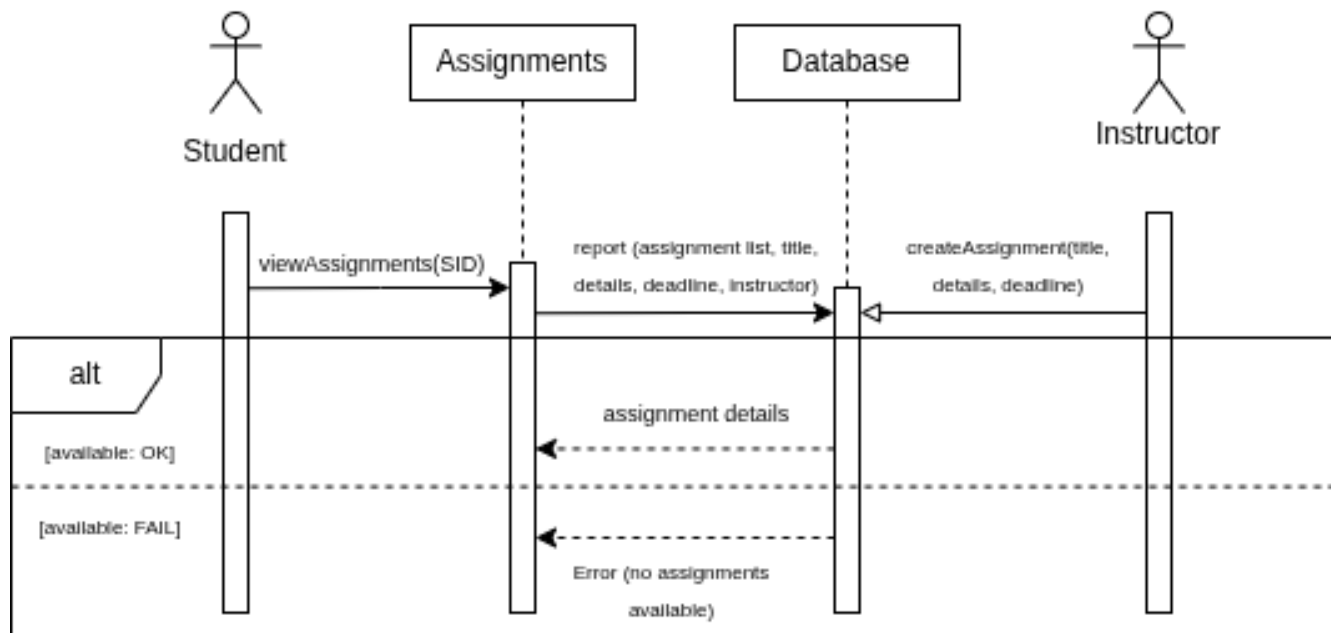 Student
Assignments
Database
Instructor
viewAssignments(SID)
report (assignment list, title,
details, deadline, instructor)
createAssignment(title,
details, deadline)
alt
assignment details
[available: OK]
[available: FAIL]
Error (no assignments
available)